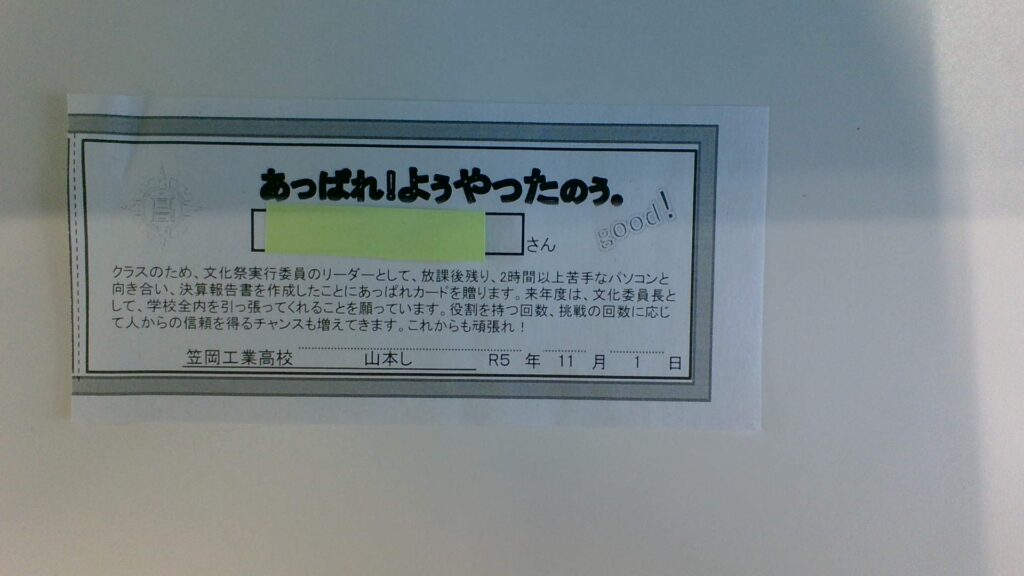 あっぱれ!ようやったのう。
good!
さん
クラスのため、文化祭実行委員のリーダーとして、放課後残り、2時間以上苦手なパソコンと
向き合い、決算報告書を作成したことにあっぱれカードを贈ります。来年度は、文化委員長と
して、学校全内を引っ張ってくれることを願っています。役割を持つ回数、挑戦の回数に応じ
て人からの信頼を得るチャンスも増えてきます。これからも頑張れ!
笠岡工業高校 山本し R5 年 11 月 1 日